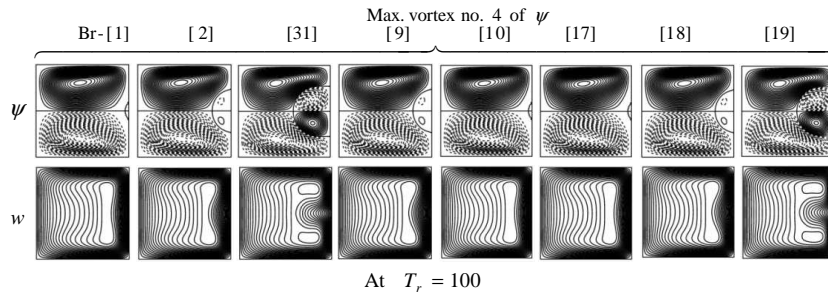 Max. vortex no. 4 of ψ
Br-[1] [2] [31] [9] [10] [17] [18] [19]
ψ
w
At T_r = 100